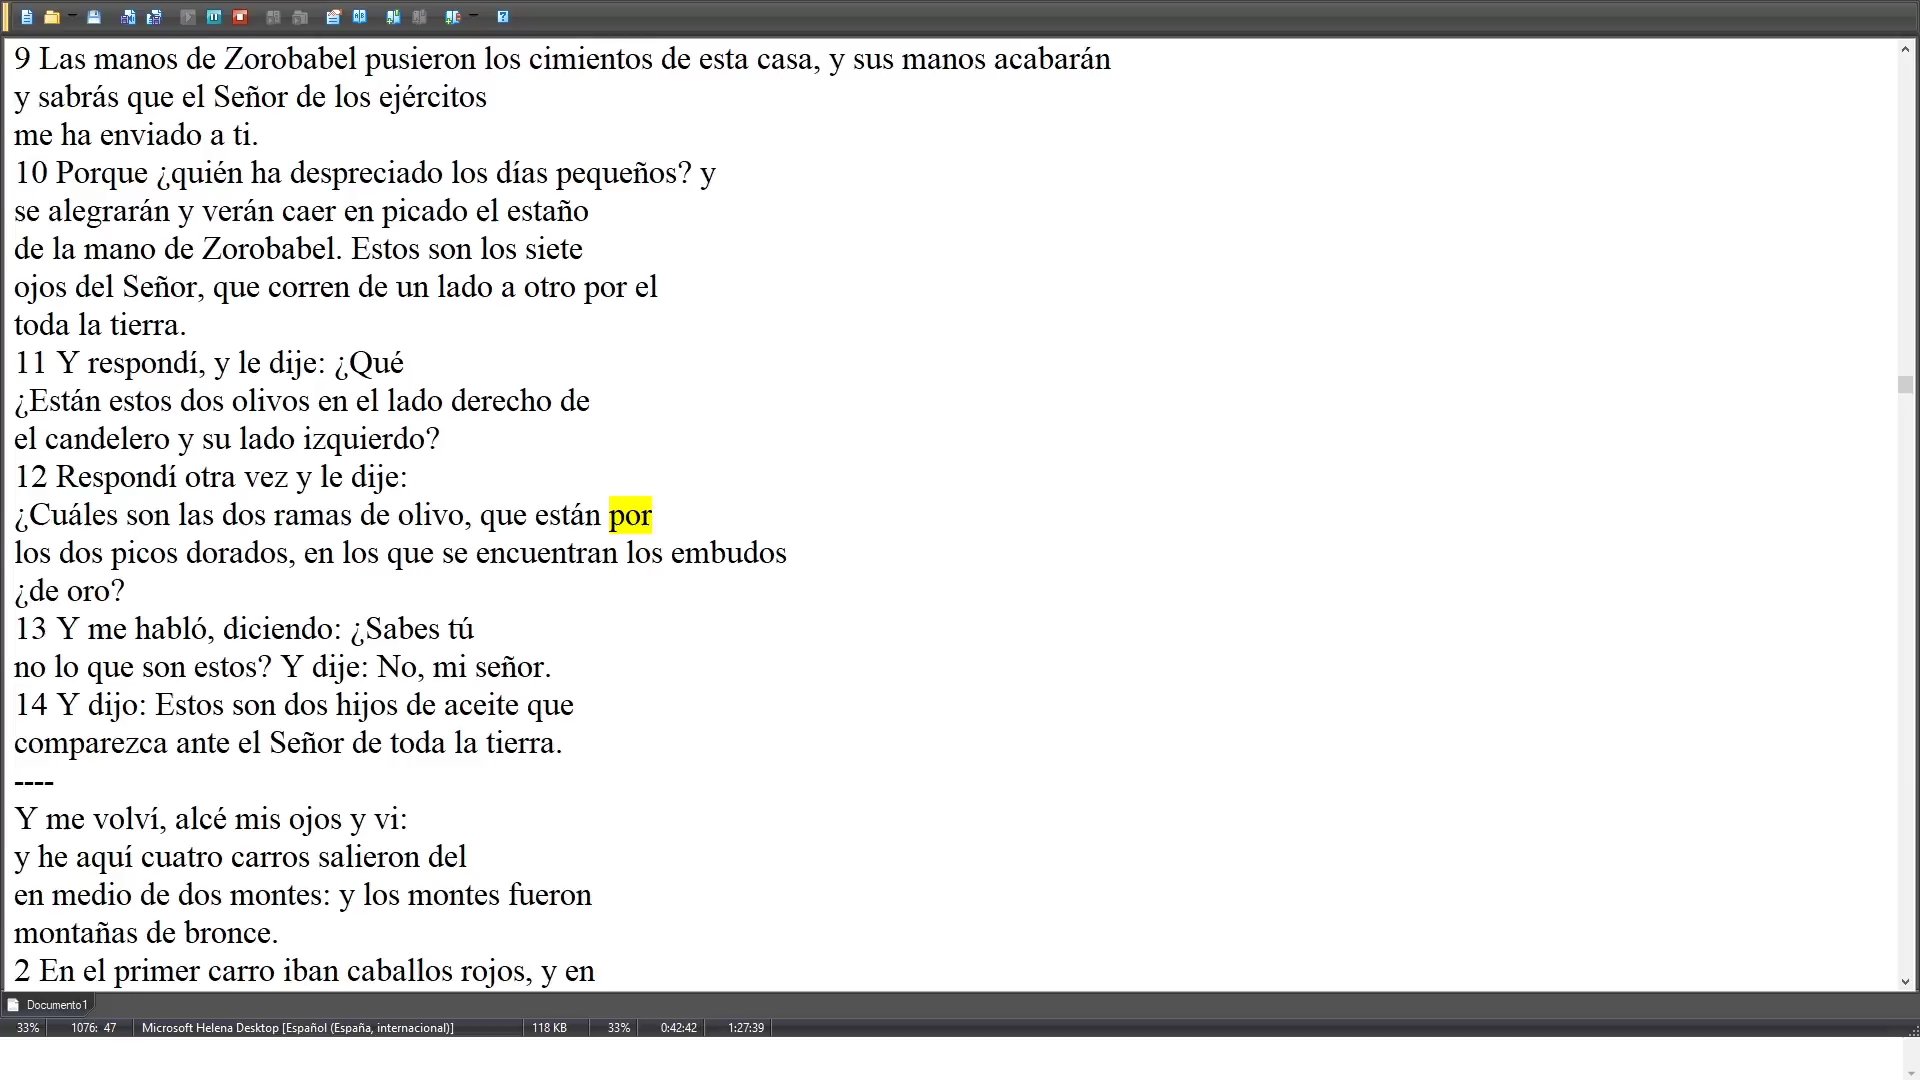 9 Las manos de Zorobabel pusieron los cimientos de esta casa, y sus manos acabarán
y sabrás que el Señor de los ejércitos
me ha enviado a ti.
10 Porque ¿quién ha despreciado los días pequeños? y
se alegrarán y verán caer en picado el estaño
de la mano de Zorobabel. Estos son los siete
ojos del Señor, que corren de un lado a otro por el
toda la tierra.
11 Y respondí, y le dije: ¿Qué
¿Están estos dos olivos en el lado derecho de
el candelero y su lado izquierdo?
12 Respondí otra vez y le dije:
¿Cuáles son las dos ramas de olivo, que están por
los dos picos dorados, en los que se encuentran los embudos
¿de oro?
13 Y me habló, diciendo: ¿Sabes tú
no lo que son estos? Y dije: No, mi señor.
14 Y dijo: Estos son dos hijos de aceite que
comparezca ante el Señor de toda la tierra.
----
Y me volví, alcé mis ojos y vi:
y he aquí cuatro carros salieron del
en medio de dos montes: y los montes fueron
montañas de bronce.
2 En el primer carro iban caballos rojos, y en
Documento1
33% 1076: 47 Microsoft Helena Desktop [Español (España, internacional)] 118 KB 33% 0:42:42 1:27:39